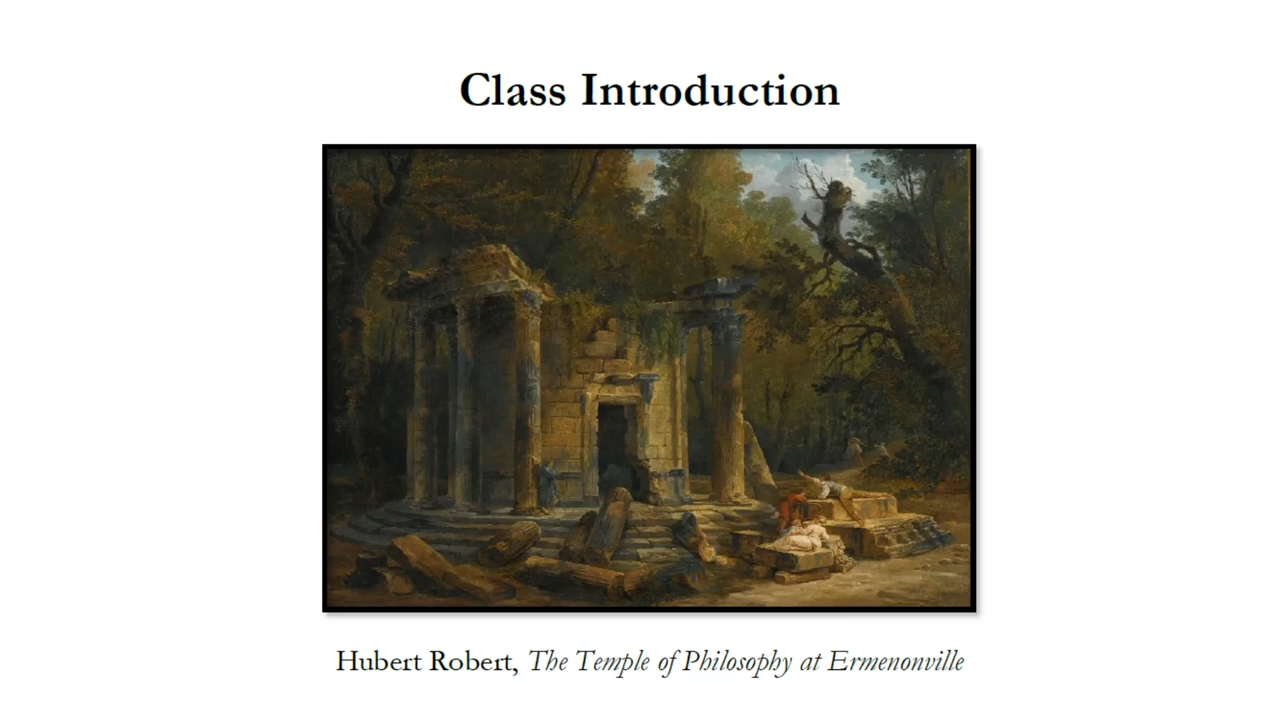 Class Introduction
Hubert Robert, The Temple of Philosophy at Ermenonville